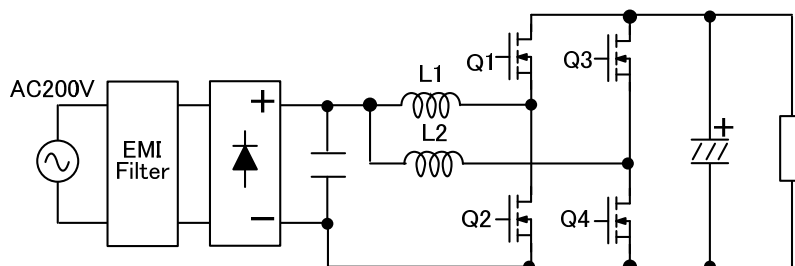 Q1
Q3
L1
AC200V
+
+
L2
EMI
Filter
−
Q2
Q4